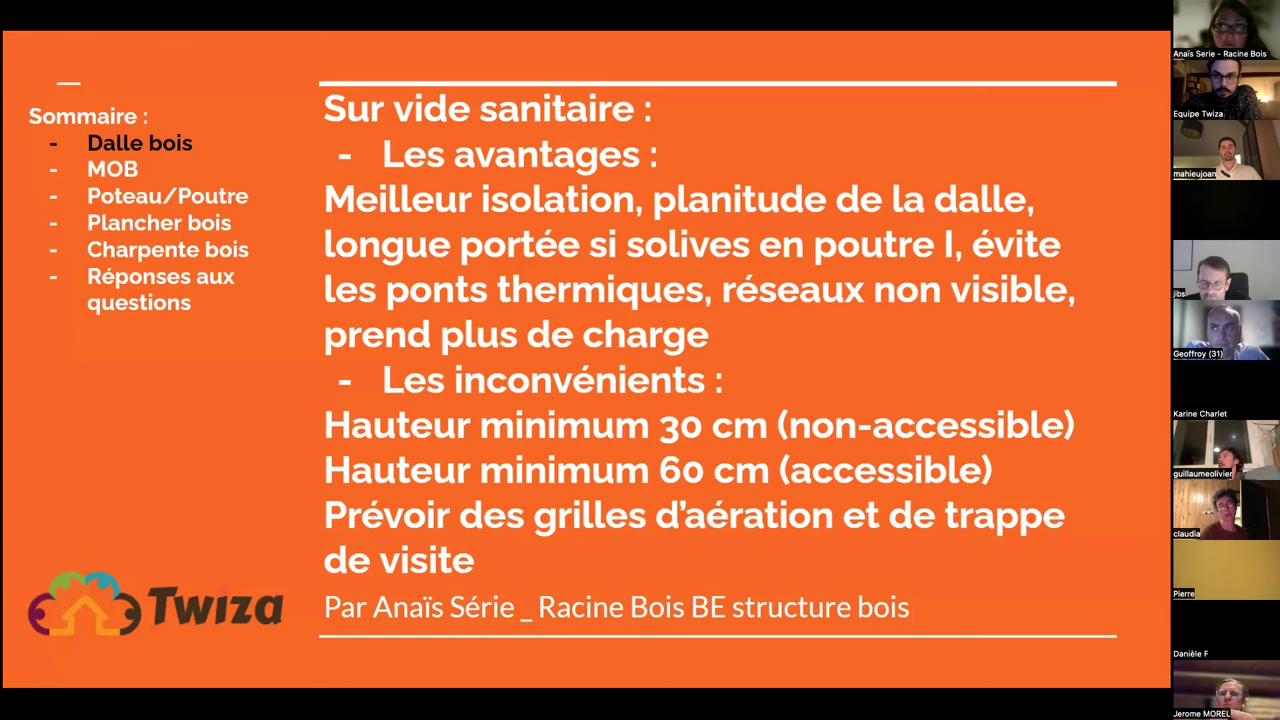 Sommaire :
- Dalle bois
- MOB
- Poteau/Poutre
- Plancher bois
- Charpente bois
- Réponses aux
questions
Twiza
Sur vide sanitaire :
- Les avantages :
Meilleur isolation, planitude de la dalle,
longue portée si solives en poutre I, évite
les ponts thermiques, réseaux non visible,
prend plus de charge
- Les inconvénients :
Hauteur minimum 30 cm (non-accessible)
Hauteur minimum 60 cm (accessible)
Prévoir des grilles d’aération et de trappe
de visite
Par Anaïs Série _ Racine Bois BE structure bois
Anaïs Serie - Racine Bois
Equipe Twiza
mahieujoan
jlbs
Geoffroy (31)
Karine Charlet
guillaumeolivier
claudia
Pierre
Danièle F
Jerome MOREL